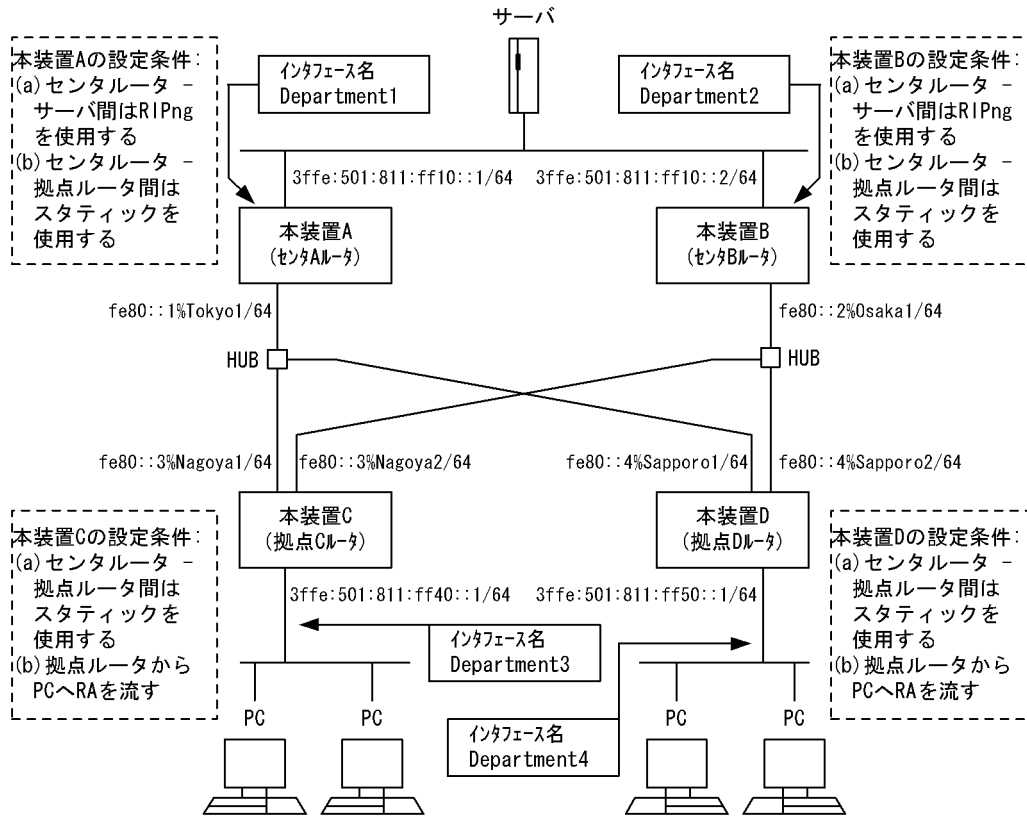 サーバ
本装置Aの設定条件:
(a)センタルータ -
サーバ間はRIPng
を使用する
(b)センタルータ -
拠点ルータ間は
スタティックを
使用する
ｲﾝﾀﾌｪｰｽ名
Department1
ｲﾝﾀﾌｪｰｽ名
Department2
本装置Bの設定条件:
(a)センタルータ -
サーバ間はRIPng
を使用する
(b)センタルータ -
拠点ルータ間は
スタティックを
使用する
3ffe:501:811:ff10::1/64
3ffe:501:811:ff10::2/64
本装置A
(ｾﾝﾀAﾙｰﾀ)
本装置B
(ｾﾝﾀBﾙｰﾀ)
fe80::1%Tokyo1/64
fe80::2%Osaka1/64
HUB
HUB
fe80::3%Nagoya1/64
fe80::3%Nagoya2/64
fe80::4%Sapporo1/64
fe80::4%Sapporo2/64
本装置C
(拠点Cﾙｰﾀ)
本装置D
(拠点Dﾙｰﾀ)
本装置Cの設定条件:
(a)センタルータ -
拠点ルータ間は
スタティックを
使用する
(b)拠点ルータから
PCへRAを流す
3ffe:501:811:ff40::1/64
3ffe:501:811:ff50::1/64
本装置Dの設定条件:
(a)センタルータ -
拠点ルータ間は
スタティックを
使用する
(b)拠点ルータから
PCへRAを流す
ｲﾝﾀﾌｪｰｽ名
Department3
ｲﾝﾀﾌｪｰｽ名
Department4
PC
PC
PC
PC